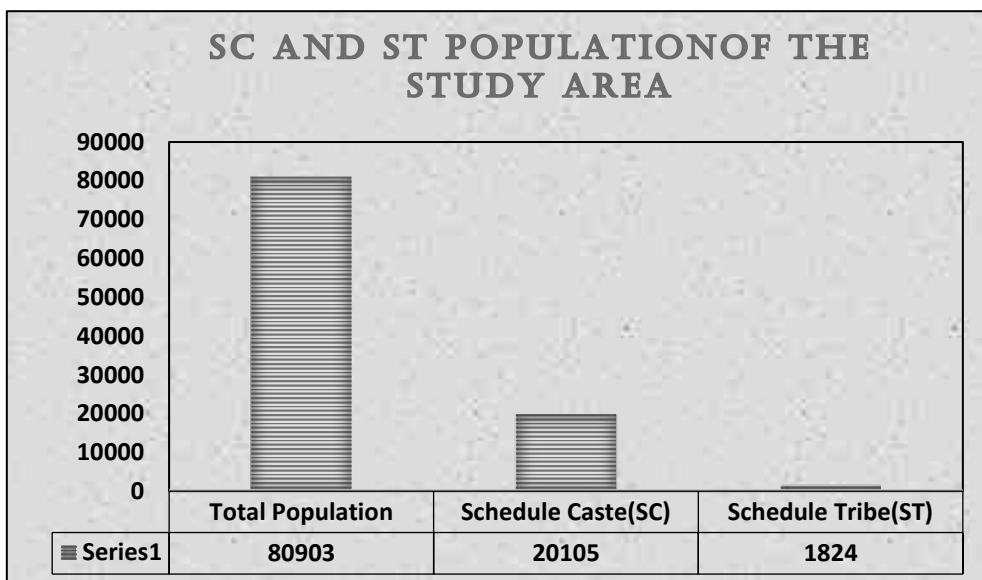 SC AND ST POPULATIONOF THE
STUDY AREA
90000
80000
70000
60000
50000
40000
30000
20000
10000
0
Total Population Schedule Caste(SC) Schedule Tribe(ST)
Series1 80903 20105 1824